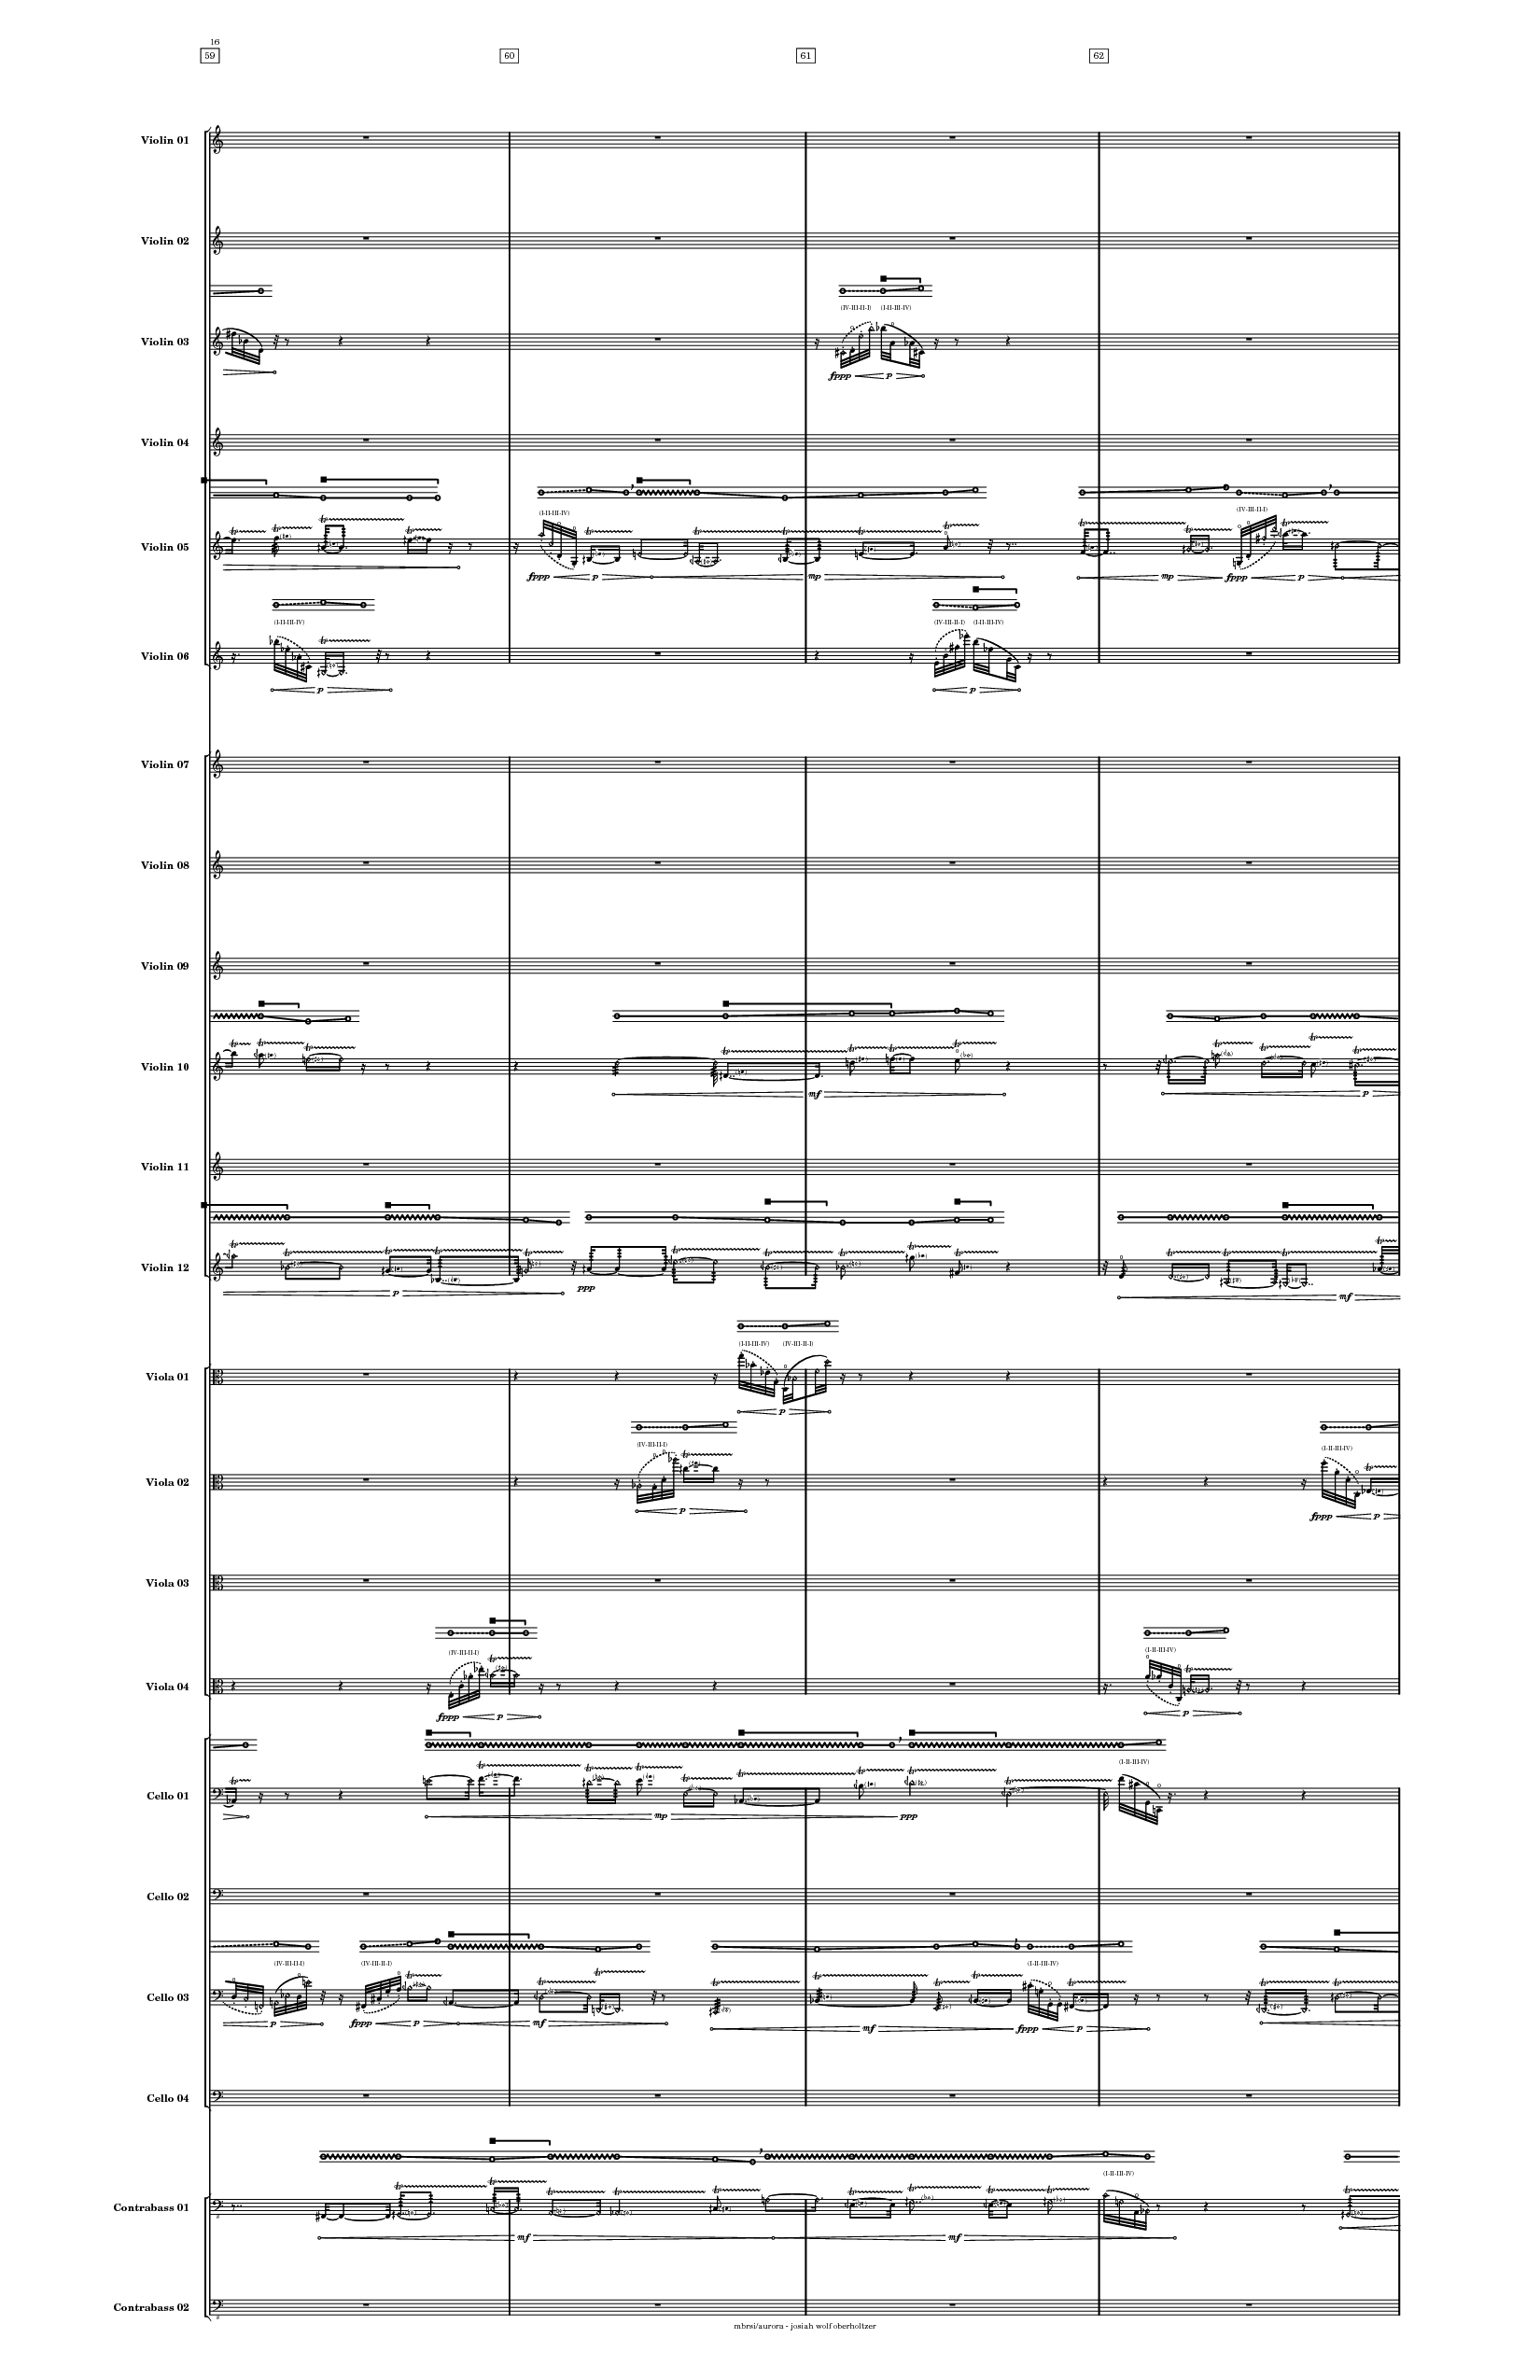 16
59 60 61 62
Violin 01
Violin 02
(IV-III-II-I) (I-II-III-IV)
Violin 03
fppp p
Violin 04
(I-II-III-IV) (IV-III-II-I)
Violin 05
fppp p mp mp fppp p
(I-II-III-IV) (IV-III-II-I) (I-II-III-IV)
Violin 06
p p
Violin 07
Violin 08
Violin 09
Violin 10
mf p
Violin 11
Violin 12
p ppp mf
(I-II-III-IV) (IV-III-II-I)
Viola 01
p
(IV-III-II-I) (I-II-III-IV)
Viola 02
p fppp p
Viola 03
(IV-III-II-I) (I-II-III-IV)
Viola 04
fppp p p
(I-II-III-IV)
Cello 01
mp ppp
Cello 02
(IV-III-II-I) (IV-III-II-I) (I-II-III-IV)
Cello 03
p fppp p mf mf fppp p
Cello 04
(I-II-III-IV)
Contrabass 01
mf mf
Contrabass 02
mbrsi/aurora - josiah wolf oberholtzer